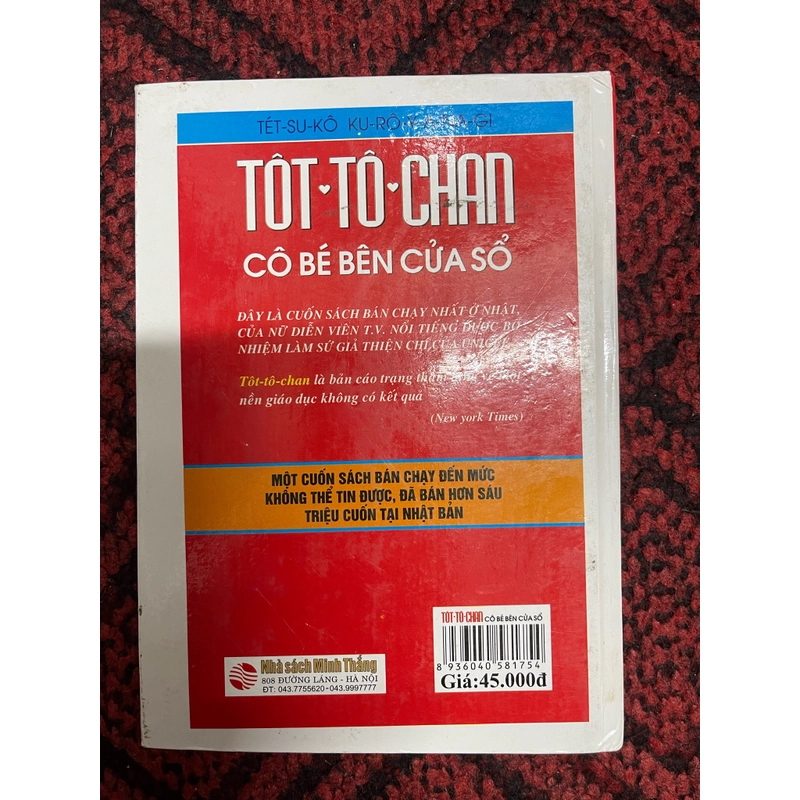 TÉT-SU-KÔ KU-RÔ
TÔT-TÔ-CHAN
CÔ BÉ BÊN CỬA SỔ
ĐÂY LÀ CUỐN SÁCH BÁN CHẠY NHẤT Ở NHẬT,
CỦA NỮ DIỄN VIÊN T.V. NỔI TIẾNG ĐƯỢC BỔ
NHIỆM LÀM SỨ GIẢ THIỆN CHÍ CỦA UNICEF
Tôt-tô-chan là bản cáo trạng
nền giáo dục không có kết quả
(New york Times)
MỘT CUỐN SÁCH BÁN CHẠY ĐẾN MỨC
KHÔNG THỂ TIN ĐƯỢC, ĐÃ BÁN HƠN SÁU
TRIỆU CUỐN TẠI NHẬT BẢN
TÔT-TÔ-CHAN CÔ BÉ BÊN CỬA SỔ
8 936040 581754
Giá:45.000đ
Nhà sách Minh Thắng
808 ĐƯỜNG LÁNG - HÀ NỘI
ĐT: 043.7755620 - 043.9997777